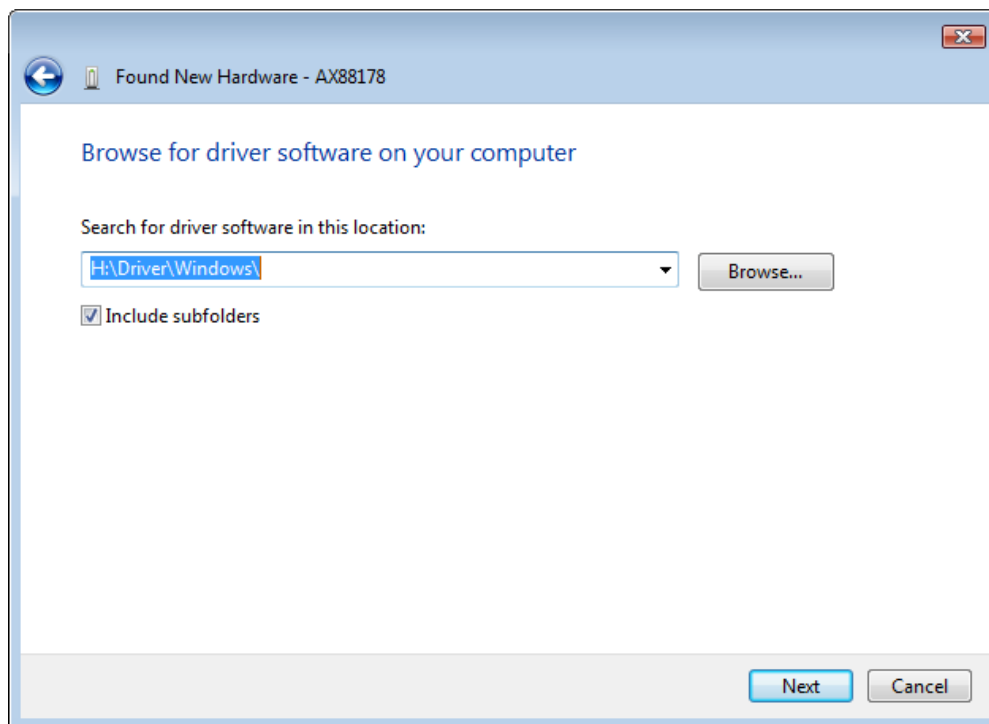 Found New Hardware - AX88178
Browse for driver software on your computer
Search for driver software in this location:
H:\Driver\Windows\
Browse...
Include subfolders
Next
Cancel